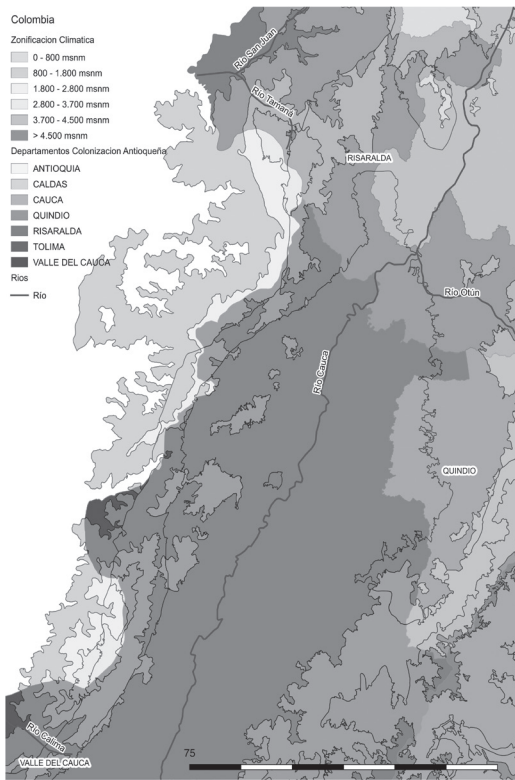 Colombia
Zonificacion Climatica
0 - 800 msnm
800 - 1.800 msnm
1.800 - 2.800 msnm
2.800 - 3.700 msnm
3.700 - 4.500 msnm
> 4.500 msnm
Departamentos Colonizacion Antioqueña
ANTIOQUIA
CALDAS
CAUCA
QUINDIO
RISARALDA
TOLIMA
VALLE DEL CAUCA
Rios
Río
Río San Juan
Río Tamaná
RISARALDA
Río Otún
Río Cauca
QUINDIO
Río Calima
VALLE DEL CAUCA
75